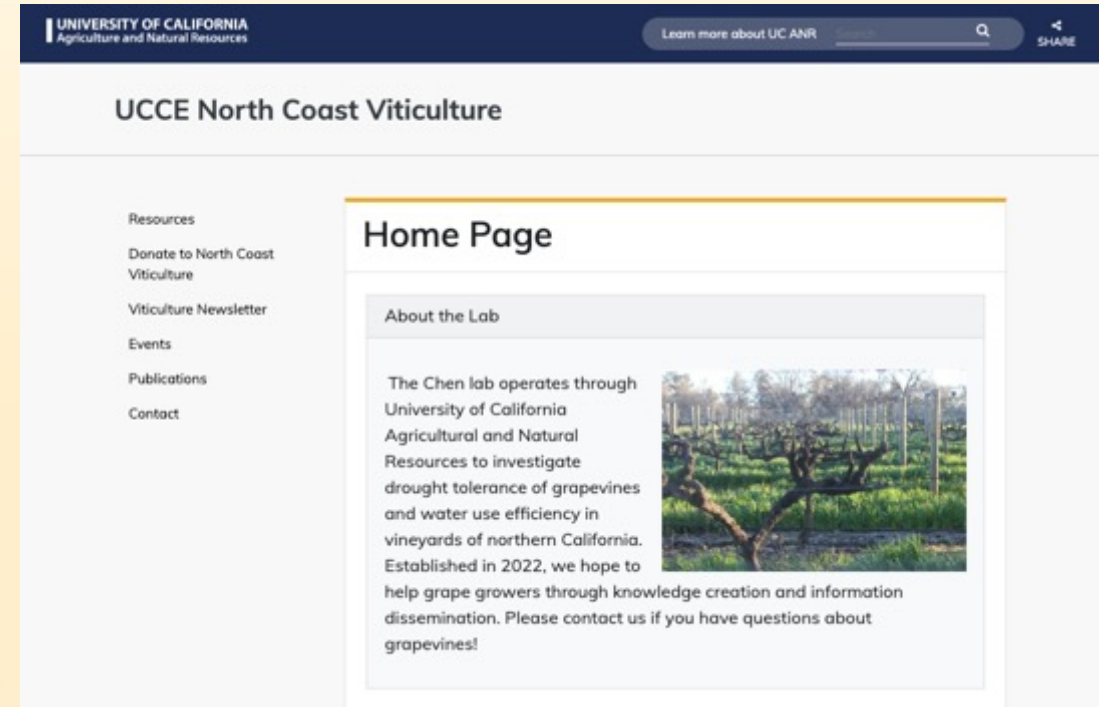 UNIVERSITY OF CALIFORNIA
Agriculture and Natural Resources
Learn more about UC ANR
Search
SHARE
UCCE North Coast Viticulture
Resources
Donate to North Coast
Viticulture
Viticulture Newsletter
Events
Publications
Contact
Home Page
About the Lab
The Chen lab operates through
University of California
Agricultural and Natural
Resources to investigate
drought tolerance of grapevines
and water use efficiency in
vineyards of northern California.
Established in 2022, we hope to
help grape growers through knowledge creation and information
dissemination. Please contact us if you have questions about
grapevines!